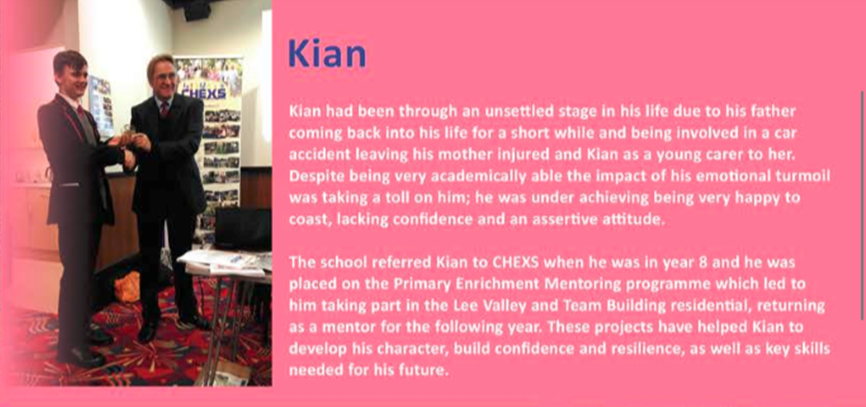 CHEXS
Kian
Kian had been through an unsettled stage in his life due to his father
coming back into his life for a short while and being involved in a car
accident leaving his mother injured and Kian as a young carer to her.
Despite being very academically able the impact of his emotional turmoil
was taking a toll on him; he was under achieving being very happy to
coast, lacking confidence and an assertive attitude.
The school referred Kian to CHEXS when he was in year 8 and he was
placed on the Primary Enrichment Mentoring programme which led to
him taking part in the Lee Valley and Team Building residential, returning
as a mentor for the following year. These projects have helped Kian to
develop his character, build confidence and resilience, as well as key skills
needed for his future.